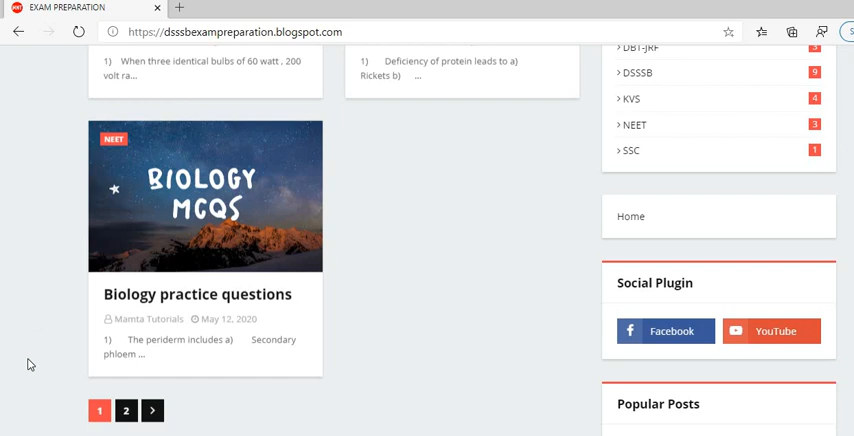 EXAM PREPARATION
https://dsssbexampreparation.blogspot.com
1) When three identical bulbs of 60 watt , 200
volt ra...
1) Deficiency of protein leads to a)
Rickets b) ...
NEET
BIOLOGY
MCQS
Biology practice questions
Mamta Tutorials May 12, 2020
1) The periderm includes a) Secondary
phloem ...
1 2
DBT-JRF 3
DSSSB 9
KVS 4
NEET 3
SSC 1
Home
Social Plugin
Facebook YouTube
Popular Posts